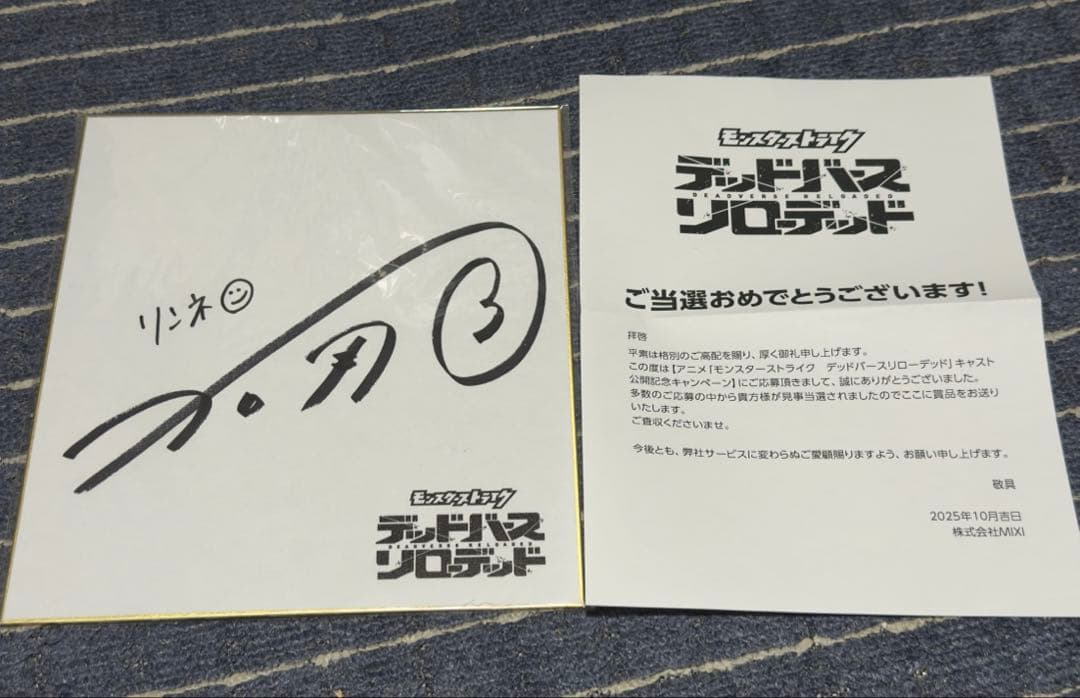 リンネ
モンスターストライク
デッドバース
DEADVERSE RELOADED
リローデッド
モンスターストライク
デッドバース
DEADVERSE RELOADED
リローデッド
ご当選おめでとうございます!
拝啓
平素は格別のご高配を賜り、厚く御礼申し上げます。
この度は【アニメ「モンスターストライク　デッドバースリローデッド」キャスト
公開記念キャンペーン】にご応募頂きまして、誠にありがとうございました。
多数のご応募の中から貴方様が見事当選されましたのでここに賞品をお送り
いたします。
ご査収くださいませ。
今後とも、弊社サービスに変わらぬご愛顧賜りますよう、お願い申し上げます。
敬具
2025年10月吉日
株式会社MIXI